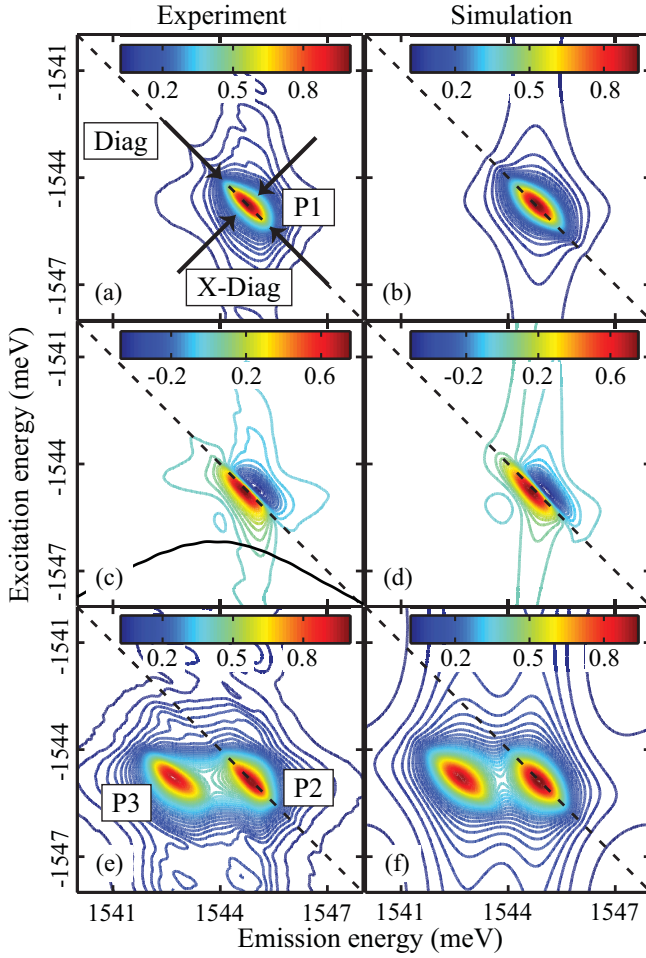 Experiment
Simulation
Excitation energy (meV)
-1541
-1544
-1547
0.2 0.5 0.8
Diag
P1
X-Diag
(a)
0.2 0.5 0.8
(b)
-1541
-1544
-1547
-0.2 0.2 0.6
(c)
-0.2 0.2 0.6
(d)
-1541
-1544
-1547
0.2 0.5 0.8
P3
P2
(e)
0.2 0.5 0.8
(f)
1541 1544 1547
1541 1544 1547
Emission energy (meV)